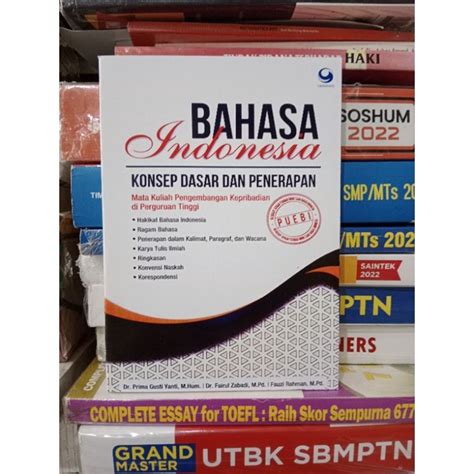 HAKI
BAHASA
Indonesia
KONSEP DASAR DAN PENERAPAN
Mata Kuliah Pengembangan Kepribadian
di Perguruan Tinggi
• Hakikat Bahasa Indonesia
• Ragam Bahasa
• Penerapan dalam Kalimat, Paragraf, dan Wacana
• Karya Tulis Ilmiah
• Ringkasan
• Konvensi Naskah
• Korespondensi
PUEBI
Dr. Prima Gusti Yanti, M.Hum. | Dr. Fairul Zabadi, M.Pd. | Fauzi Rahman, M.Pd.
SOSHUM
2022
SMP/MTs 202
/MTs 202
SAINTEK
2022
MPTN
NERS
COMPLETE ESSAY for TOEFL : Raih Skor Sempurna 677
GRAND
MASTER
UTBK SBMPTN